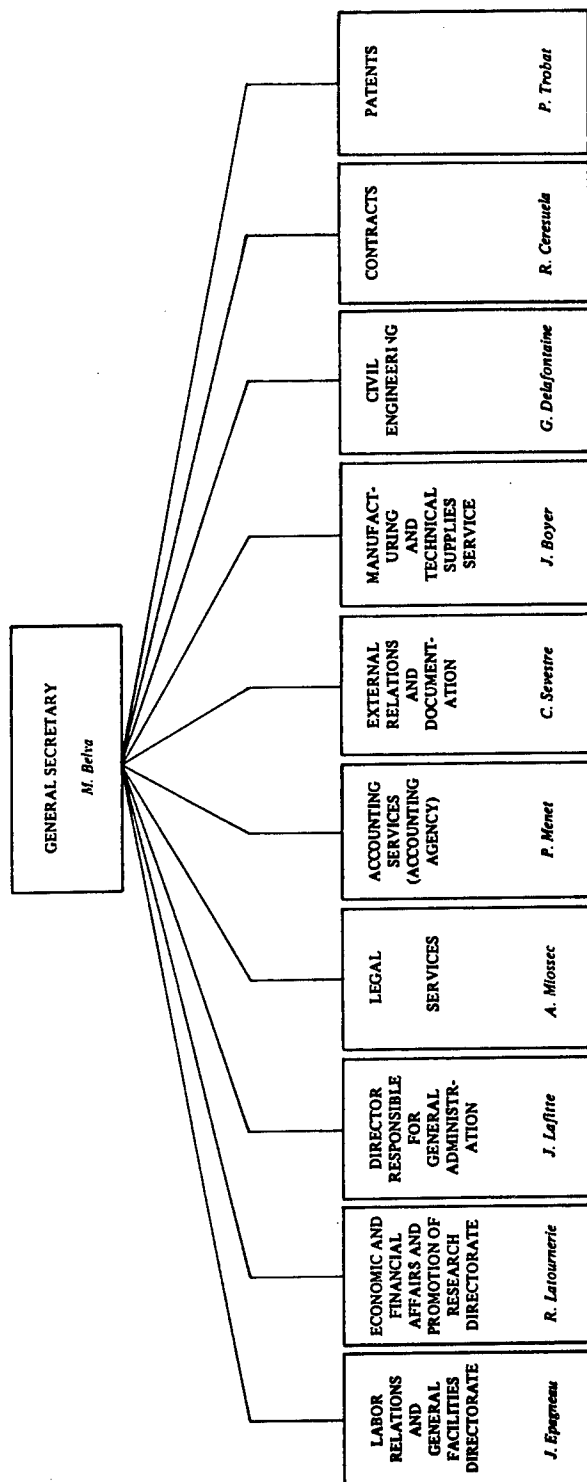 GENERAL SECRETARY
M. Belva
LABOR
RELATIONS
AND
GENERAL
FACILITIES
DIRECTORATE
J. Epagneau
ECONOMIC AND
FINANCIAL
AFFAIRS AND
PROMOTION OF
RESEARCH
DIRECTORATE
R. Latournerie
DIRECTOR
RESPONSIBLE
FOR
GENERAL
ADMINISTR-
ATION
J. Lafitte
LEGAL
SERVICES
A. Miossec
ACCOUNTING
SERVICES
(ACCOUNTING
AGENCY)
P. Menet
EXTERNAL
RELATIONS
AND
DOCUMENT-
ATION
C. Sevestre
MANUFACT-
URING
AND
TECHNICAL
SUPPLIES
SERVICE
J. Boyer
CIVIL
ENGINEERING
G. Delafontaine
CONTRACTS
R. Ceresuela
PATENTS
P. Trobat